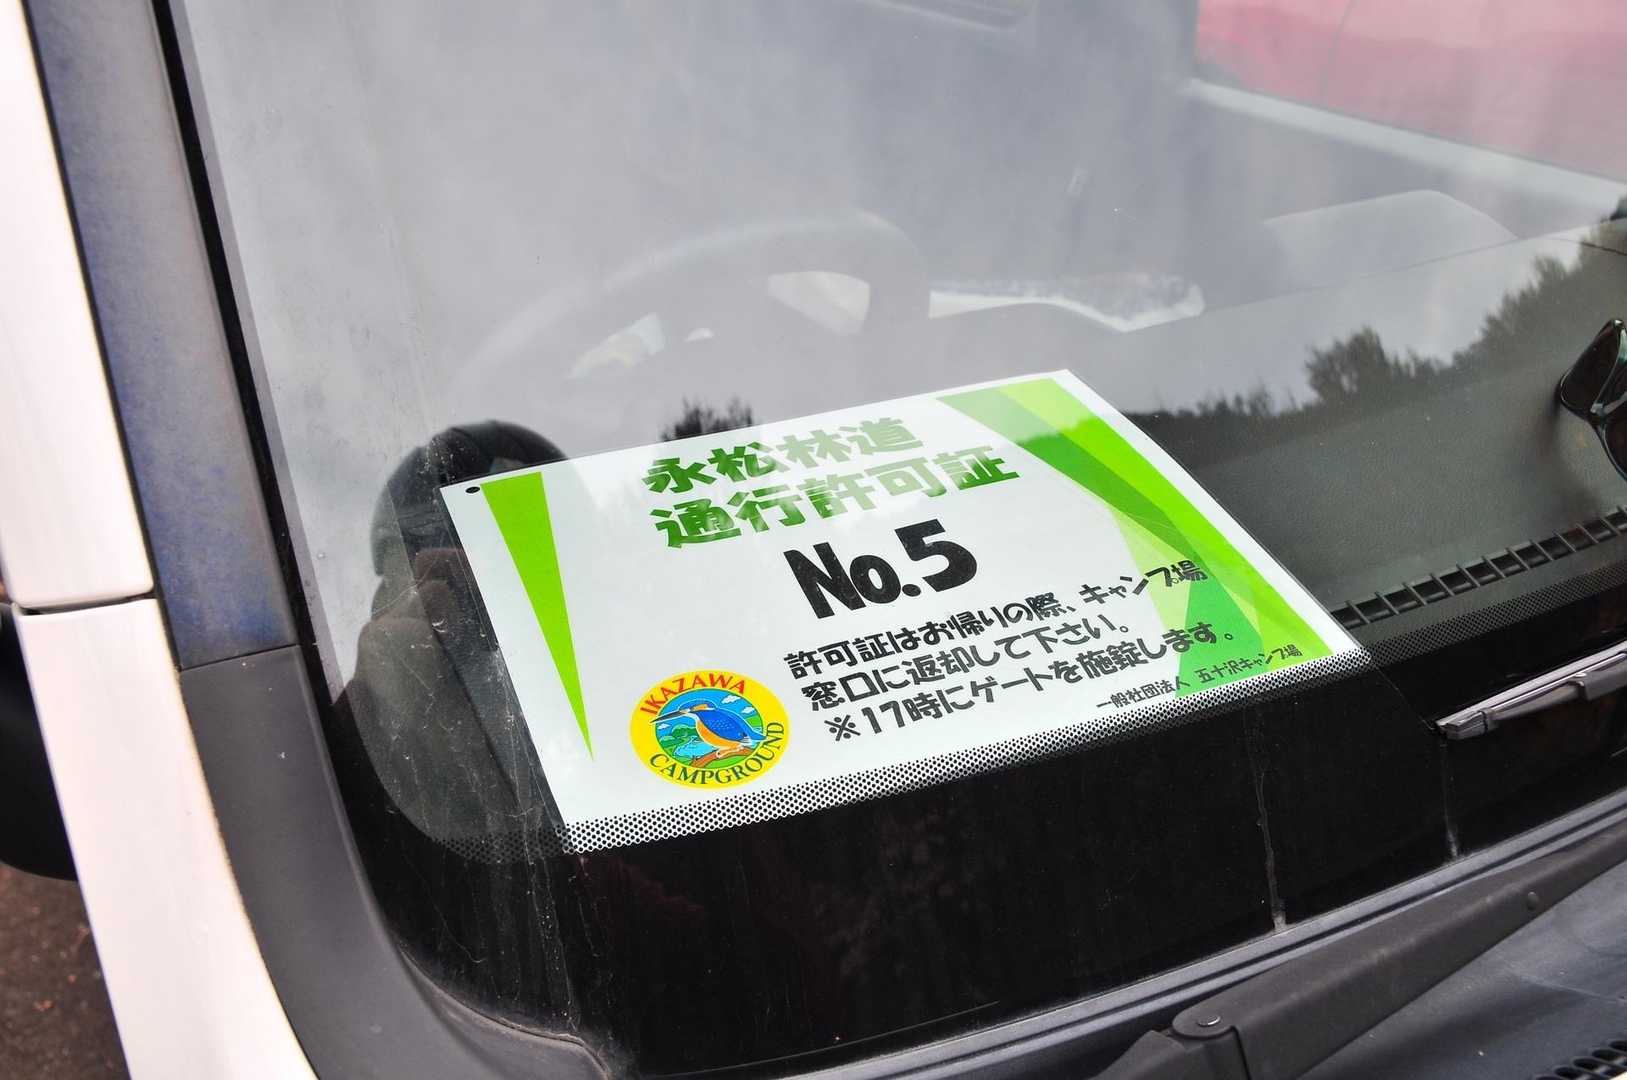 永松林道
通行許可証
No.5
許可証はお帰りの際、キャンプ場
窓口に返却して下さい。
※17時にゲートを施錠します。
一般社団法人 五十沢キャンプ場
IKAZAWA
CAMPGROUND